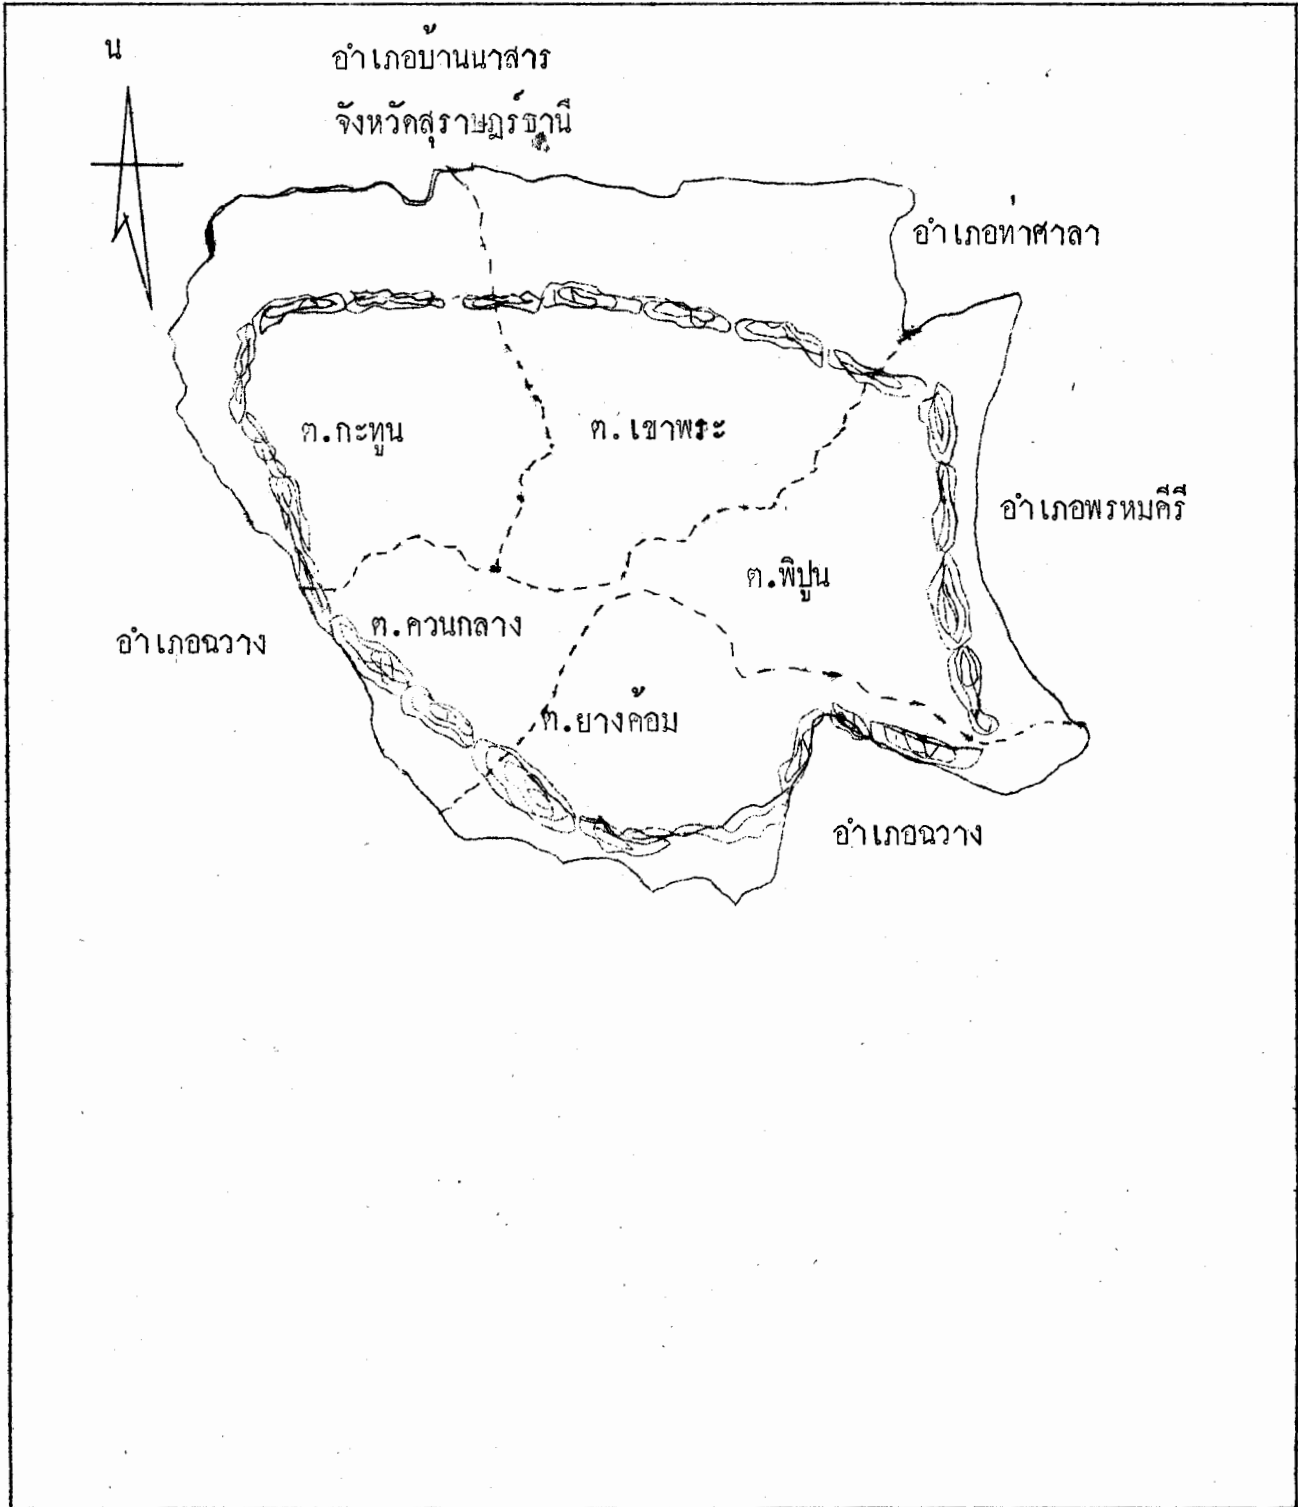 น
อำเภอบ้านนาสาร
จังหวัดสุราษฎร์ธานี
อำเภอท่าศาลา
ต.กะทูน
ต.เขาพระ
อำเภอพรหมคีรี
ต.พิปูน
ต.ควนกลาง
อำเภอฉวาง
ต.ยางค้อม
อำเภอฉวาง